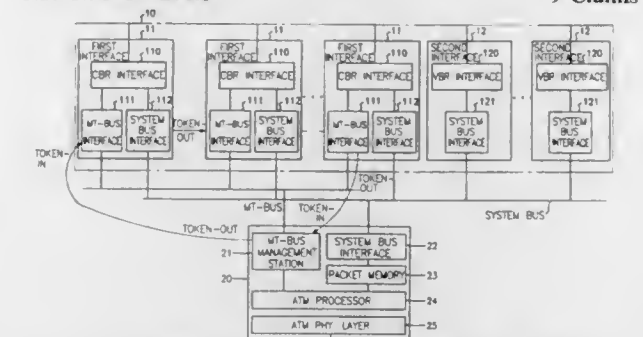 9 Claims
10
11
11
11
12
12
FIRST INTERFACE
110
CBR INTERFACE
111
112
MT-BUS INTERFACE
SYSTEM BUS INTERFACE
FIRST INTERFACE
110
CBR INTERFACE
111
112
MT-BUS INTERFACE
SYSTEM BUS INTERFACE
FIRST INTERFACE
110
CBR INTERFACE
111
112
MT-BUS INTERFACE
SYSTEM BUS INTERFACE
SECOND INTERFACE
120
VBR INTERFACE
121
SYSTEM BUS INTERFACE
SECOND INTERFACE
120
VBR INTERFACE
121
SYSTEM BUS INTERFACE
TOKEN-IN
TOKEN-OUT
TOKEN-OUT
MT-BUS
TOKEN-IN
SYSTEM BUS
TOKEN-OUT
21
20
MT-BUS MANAGEMENT STATION
SYSTEM BUS INTERFACE
22
PACKET MEMORY
23
ATM PROCESSOR
24
ATM PHY LAYER
25